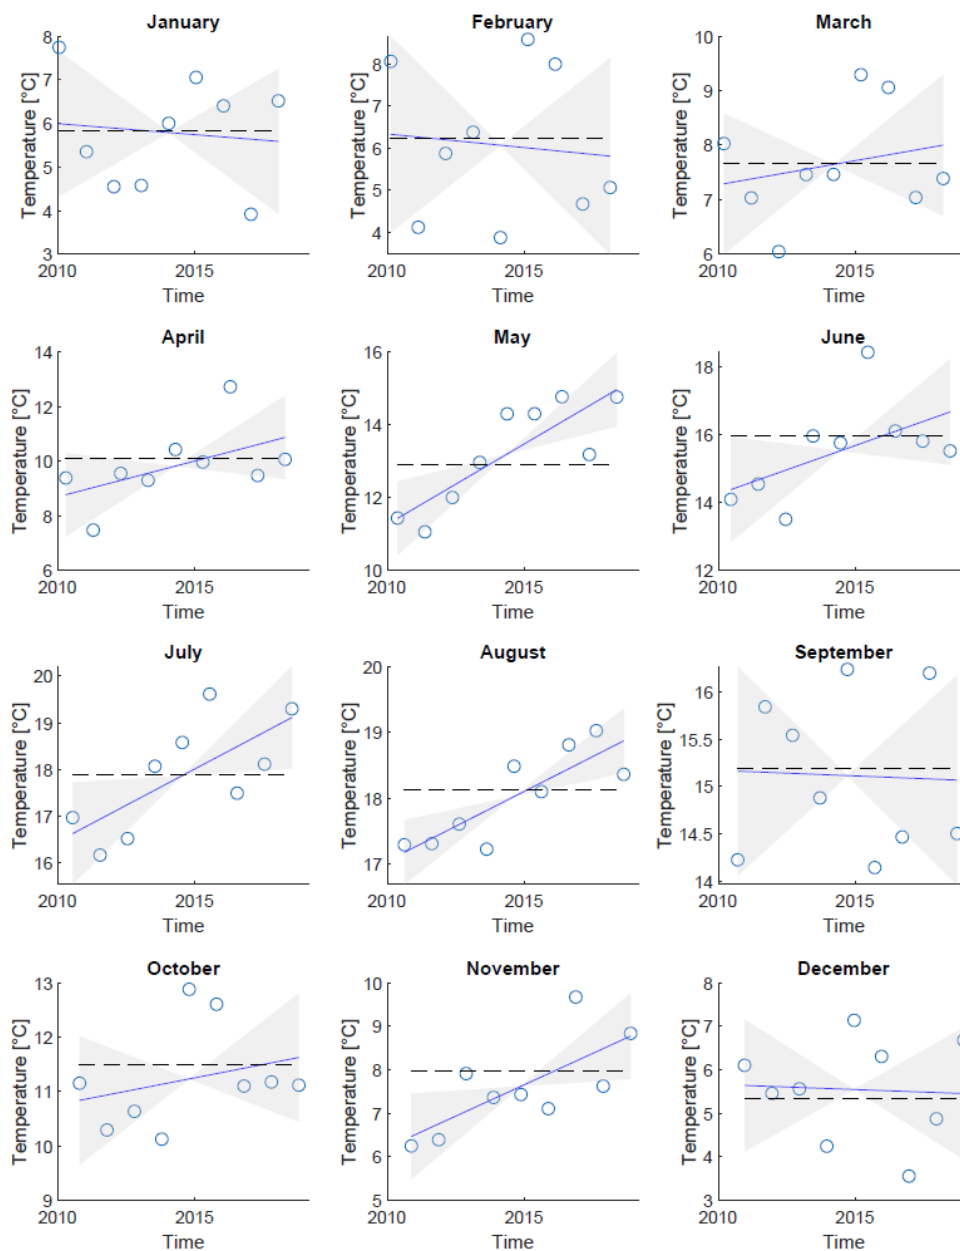 January
February
March
8
7
6
5
4
3
Temperature [°C]
2010
2015
Time
8
6
4
Temperature [°C]
2010
2015
Time
10
9
8
7
6
Temperature [°C]
2010
2015
Time
April
May
June
14
12
10
8
6
Temperature [°C]
2010
2015
Time
16
14
12
10
Temperature [°C]
2010
2015
Time
18
16
14
12
Temperature [°C]
2010
2015
Time
July
August
September
20
19
18
17
16
Temperature [°C]
2010
2015
Time
20
19
18
17
Temperature [°C]
2010
2015
Time
16
15.5
15
14.5
14
Temperature [°C]
2010
2015
Time
October
November
December
13
12
11
10
9
Temperature [°C]
2010
2015
Time
10
9
8
7
6
5
Temperature [°C]
2010
2015
Time
8
7
6
5
4
3
Temperature [°C]
2010
2015
Time